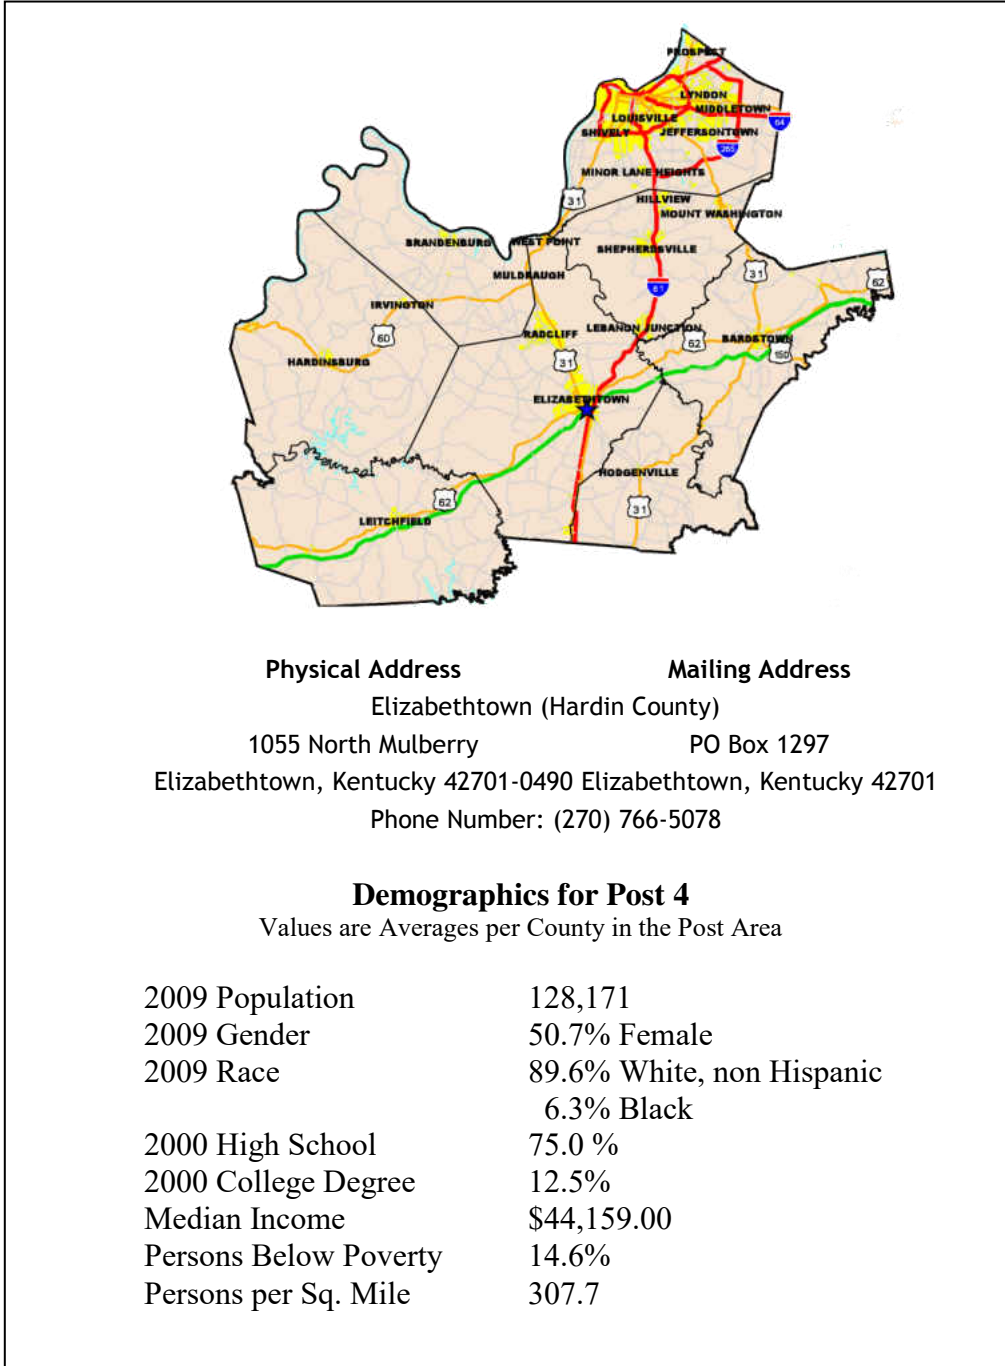 PROSPECT
LYNDON
MIDDLETOWN
LOUISVILLE
64
SHIVELY
JEFFERSONTOWN
265
MINOR LANE HEIGHTS
31
HILLVIEW
MOUNT WASHINGTON
BRANDENBURG
WEST POINT
SHEPHERDSVILLE
MULDRAUGH
31
62
61
IRVINGTON
RADCLIFF
LEBANON JUNCTION
60
62
BARDSTOWN
150
HARDINSBURG
31
ELIZABETHTOWN
HODGENVILLE
62
31
LEITCHFIELD
Physical Address Mailing Address
Elizabethtown (Hardin County)
1055 North Mulberry PO Box 1297
Elizabethtown, Kentucky 42701-0490 Elizabethtown, Kentucky 42701
Phone Number: (270) 766-5078
Demographics for Post 4
Values are Averages per County in the Post Area
2009 Population 128,171
2009 Gender 50.7% Female
2009 Race 89.6% White, non Hispanic
6.3% Black
2000 High School 75.0 %
2000 College Degree 12.5%
Median Income $44,159.00
Persons Below Poverty 14.6%
Persons per Sq. Mile 307.7